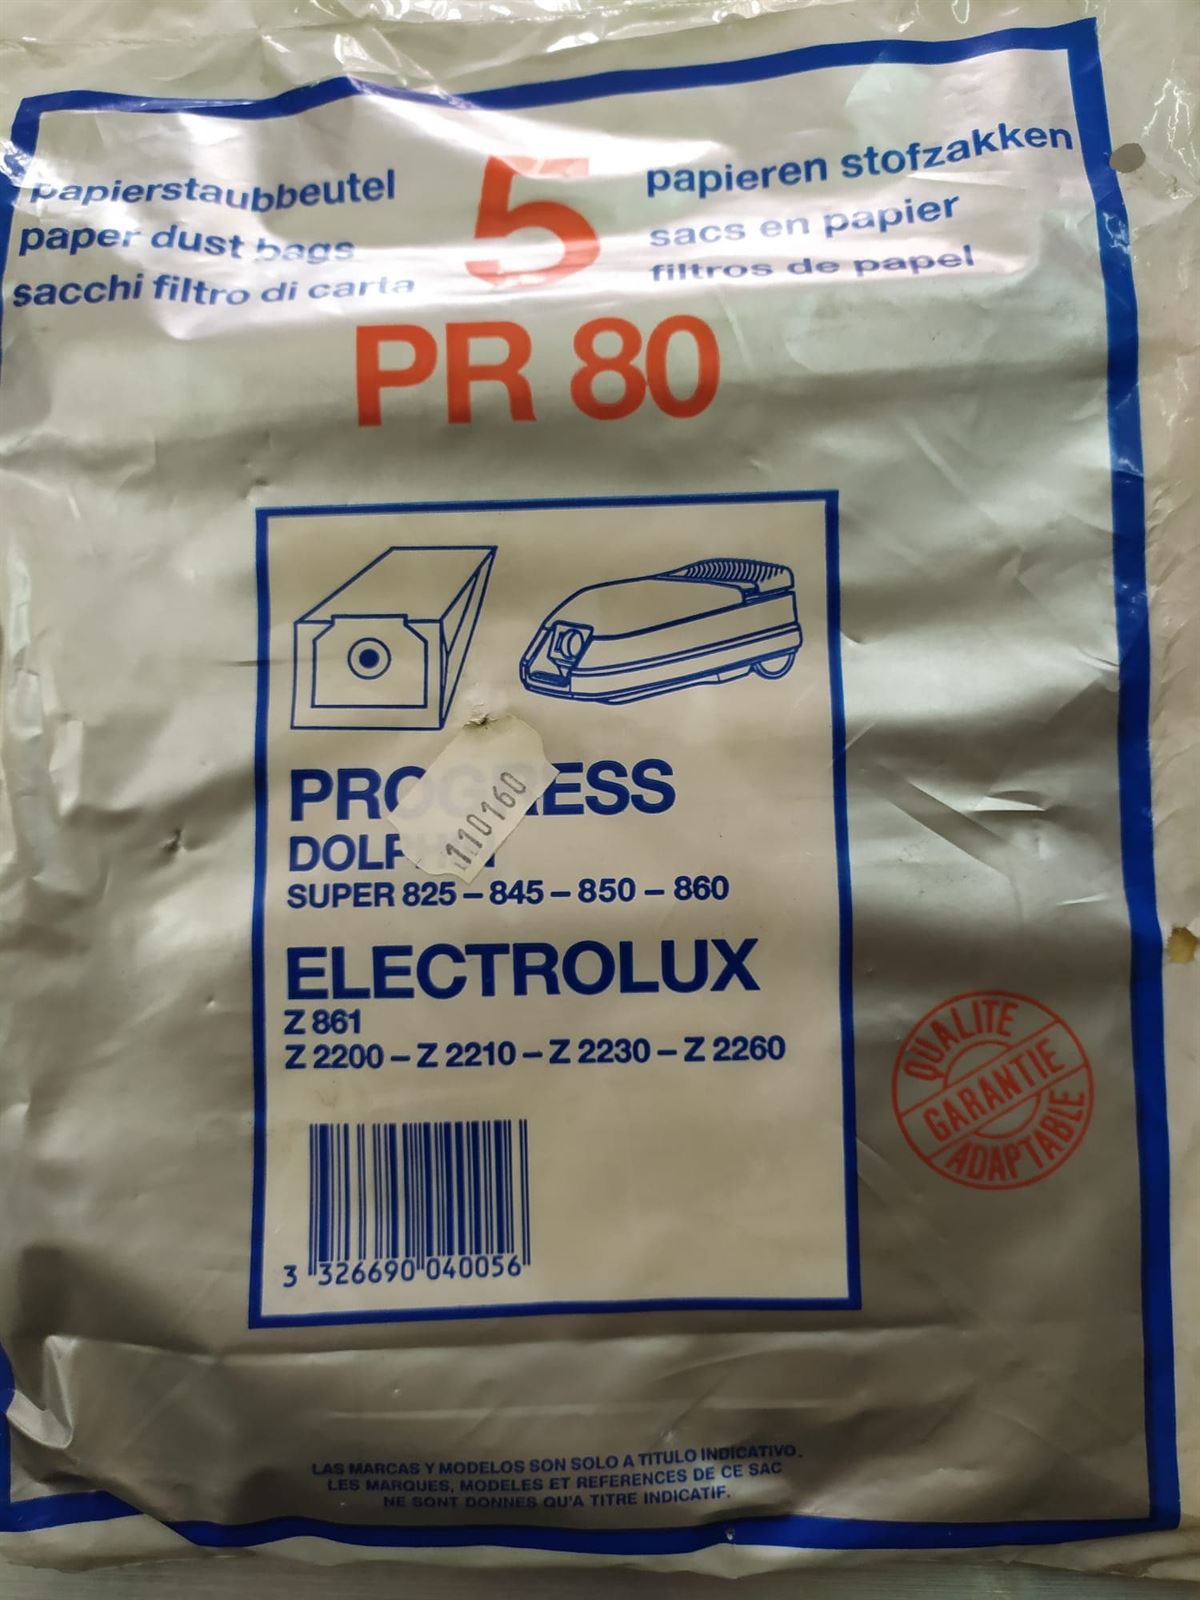 papierstaubbeutel
paper dust bags
sacchi filtro di carta
5
papieren stofzakken
sacs en papier
filtros de papel
PR 80
PROGRESS
110160
SUPER 825 – 845 – 850 – 860
ELECTROLUX
Z 861
Z 2200 – Z 2210 – Z 2230 – Z 2260
3 326690 040056
QUALITE
GARANTIE
ADAPTABLE
LAS MARCAS Y MODELOS SON SOLO A TITULO INDICATIVO.
LES MARQUES, MODELES ET REFERENCES DE CE SAC
NE SONT DONNES QU'A TITRE INDICATIF.